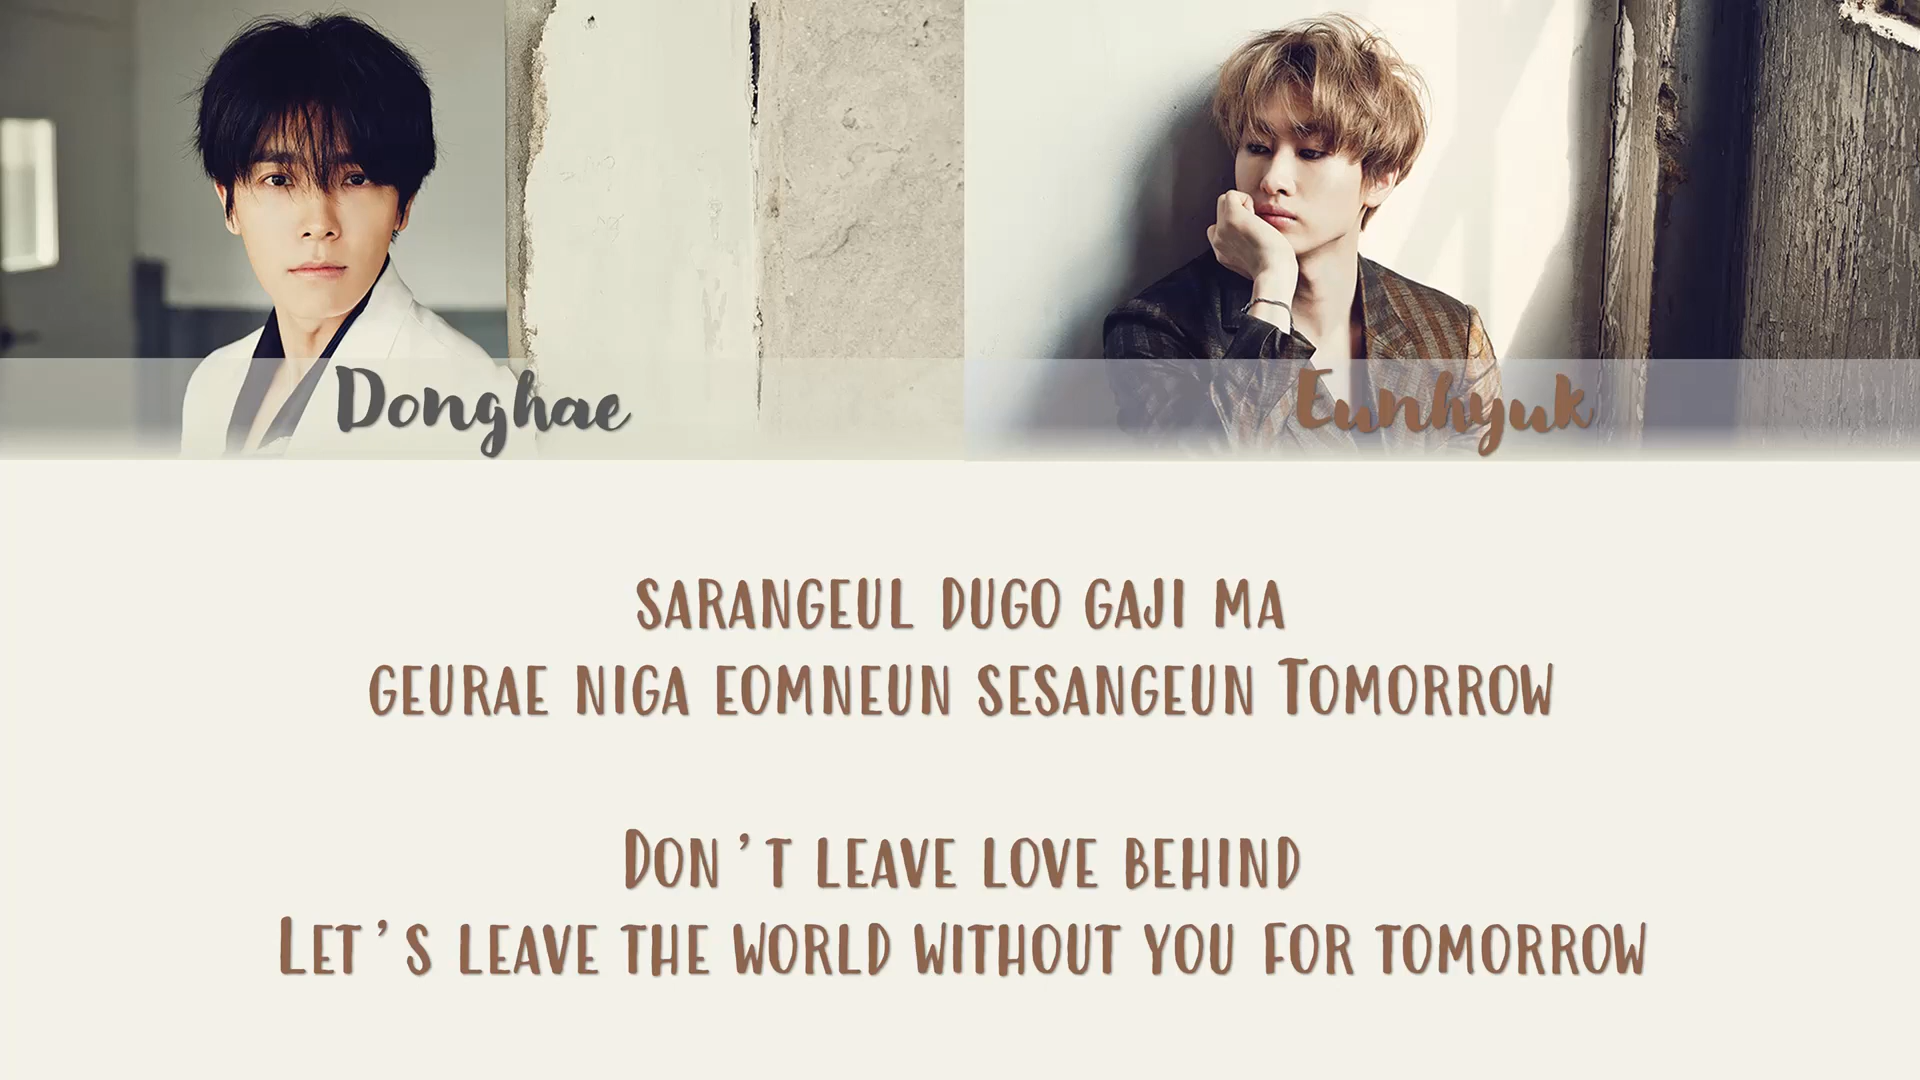 Donghae
Eunhyuk
SARANGEUL DUGO GAJI MA
GEURAE NIGA EOMNEUN SESANGEUN TOMORROW
DON'T LEAVE LOVE BEHIND
LET'S LEAVE THE WORLD WITHOUT YOU FOR TOMORROW